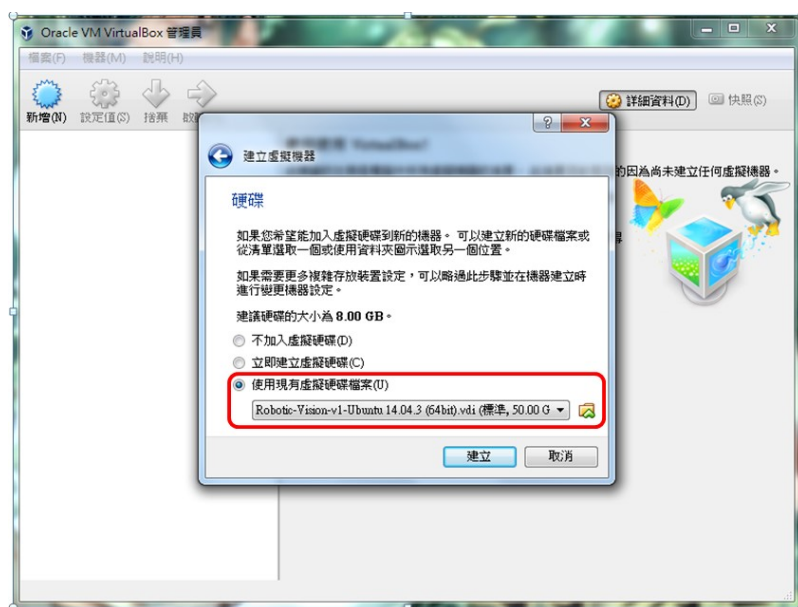 Oracle VM VirtualBox 管理員
檔案(F) 機器(M) 說明(H)
新增(N) 設定值(S) 捨棄
詳細資料(D) 快照(S)
建立虛擬機器
的因為尚未建立任何虛擬機器。
硬碟
如果您希望能加入虛擬硬碟到新的機器。 可以建立新的硬碟檔案或
從清單選取一個或使用資料夾圖示選取另一個位置。
如果需要更多複雜存放裝置設定，可以略過此步驟並在機器建立時
進行變更機器設定。
建議硬碟的大小為 8.00 GB。
不加入虛擬硬碟(D)
立即建立虛擬硬碟(C)
使用現有虛擬硬碟檔案(U)
Robotic-Vision-v1-Ubuntu 14.04.3 (64bit).vdi (標準, 50.00 G
建立 取消